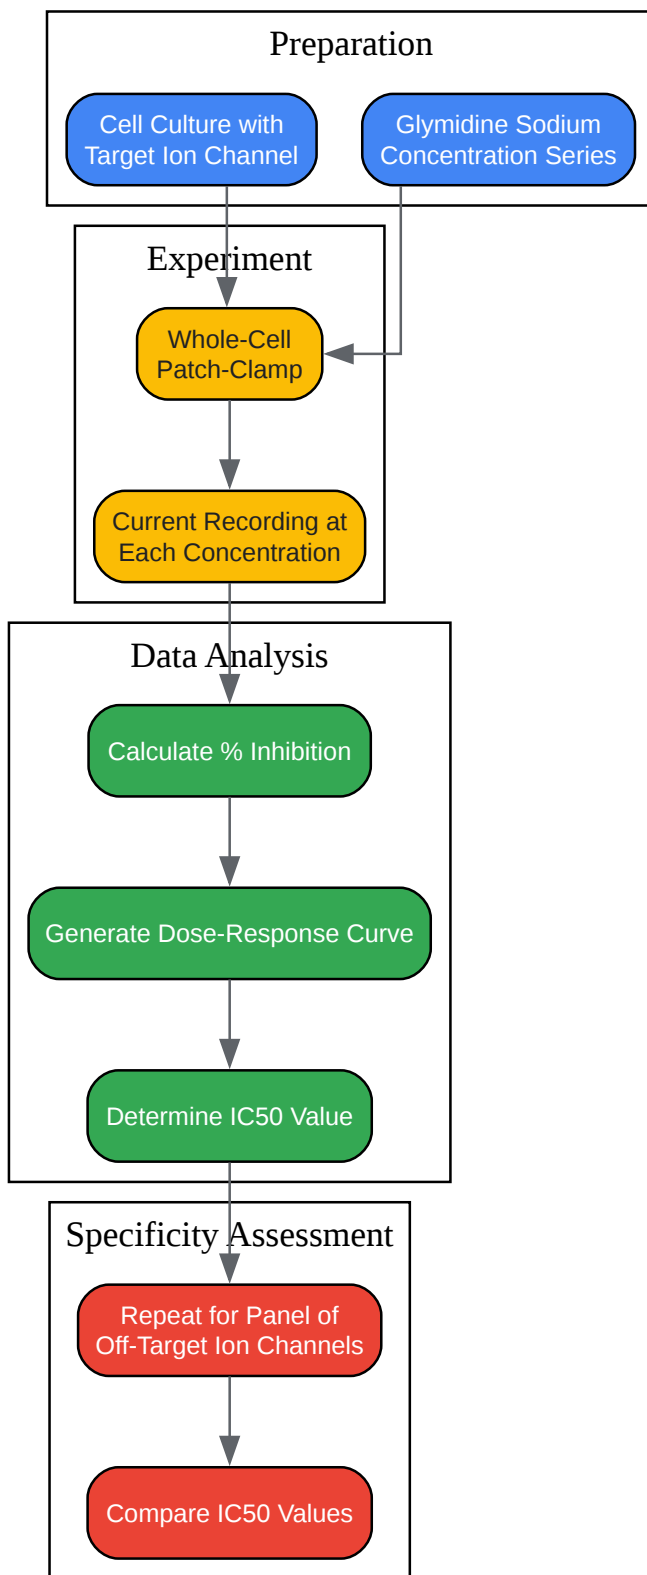 Preparation
Cell Culture with
Target Ion Channel
Glymidine Sodium
Concentration Series
Experiment
Whole-Cell
Patch-Clamp
Current Recording at
Each Concentration
Data Analysis
Calculate % Inhibition
Generate Dose-Response Curve
Determine IC50 Value
Specificity Assessment
Repeat for Panel of
Off-Target Ion Channels
Compare IC50 Values